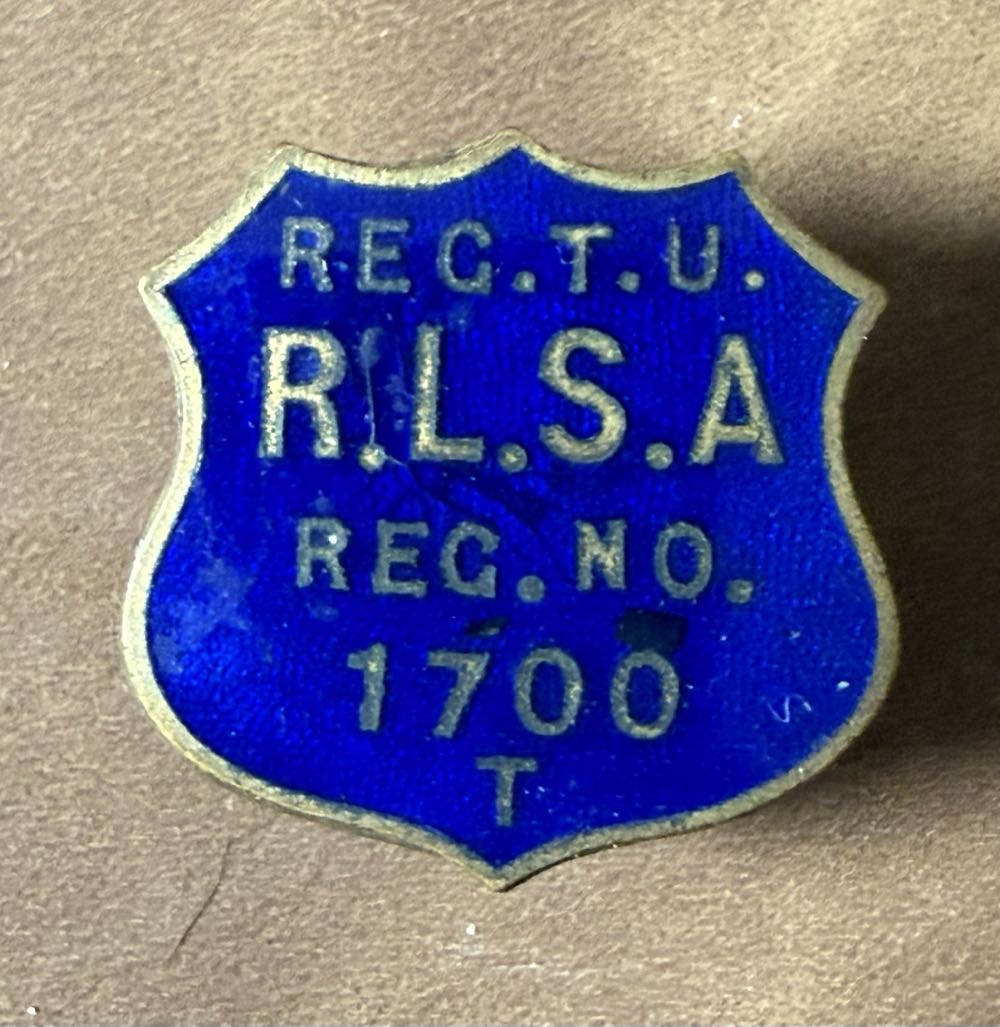 REG.T.U.
R.L.S.A
REG.NO.
1700
T